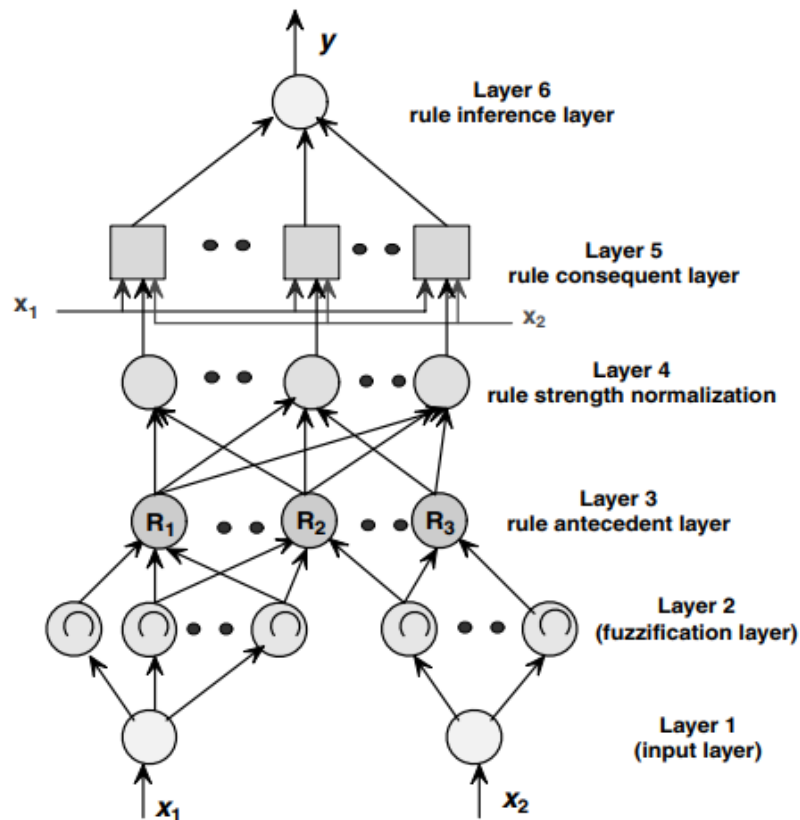 y
Layer 6
rule inference layer
Layer 5
rule consequent layer
x₁
x₂
Layer 4
rule strength normalization
Layer 3
rule antecedent layer
R₁
R₂
R₃
Layer 2
(fuzzification layer)
Layer 1
(input layer)
x₁
x₂